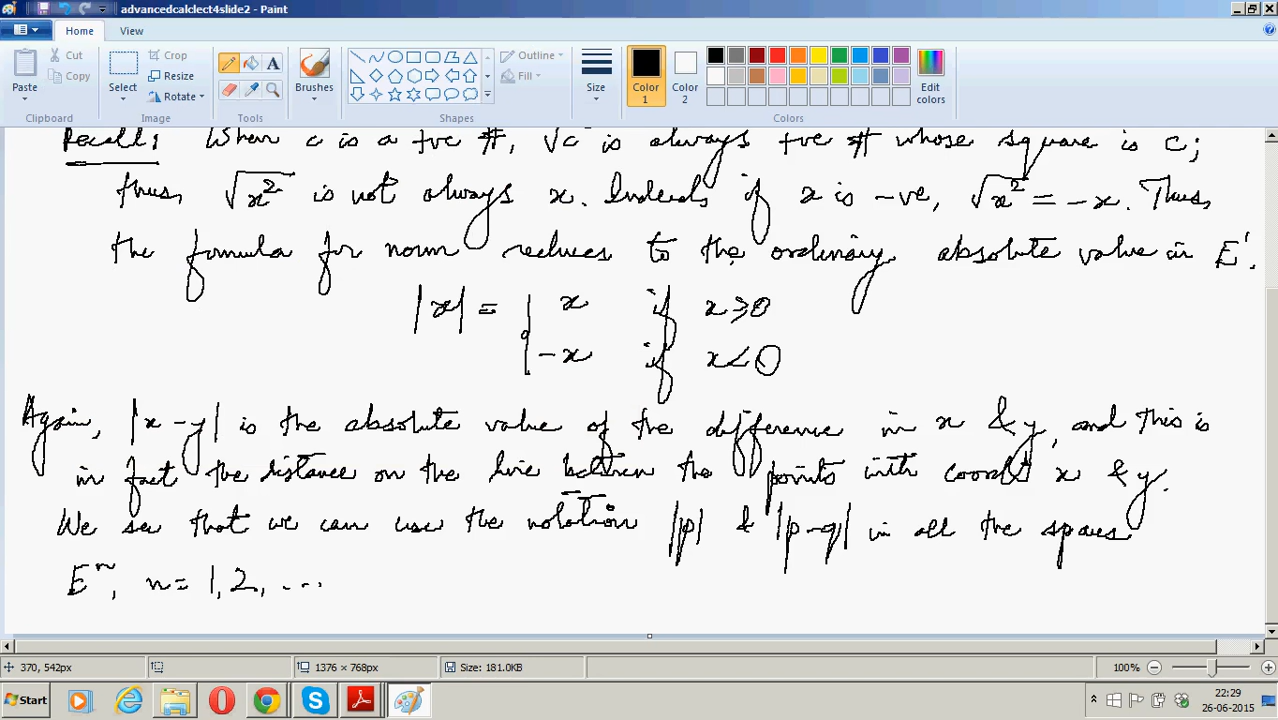 advancedcalclect4slide2 - Paint
Home View
Paste
Cut
Copy
Clipboard
Select
Crop
Resize
Rotate
Image
Tools
Brushes
Outline
Fill
Shapes
Size
Color 1
Color 2
Edit colors
Colors
Recall: When c is a +ve #, √c is always +ve # whose square is c;
thus, √x² is not always x. Indeed, if x is -ve, √x² = -x. Thus,
the formula for norm reduces to the ordinary absolute value in E¹.
|x| = { x if x≥0
-x if x<0
Again, |x-y| is the absolute value of the difference in x & y, and this is
in fact the distance on the line between the points with coordt x & y.
We see that we can use the notation |p| & |p-q| in all the spaces
Eⁿ, n= 1, 2, ...
370, 542px
1376 × 768px
Size: 181.0KB
100%
Start
22:29
26-06-2015